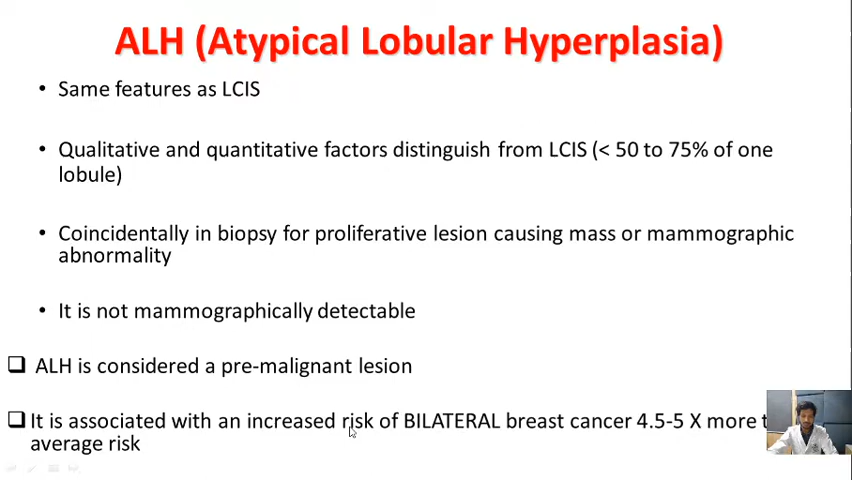 ALH (Atypical Lobular Hyperplasia)
• Same features as LCIS
• Qualitative and quantitative factors distinguish from LCIS (< 50 to 75% of one
lobule)
• Coincidentally in biopsy for proliferative lesion causing mass or mammographic
abnormality
• It is not mammographically detectable
❑ ALH is considered a pre-malignant lesion
❑ It is associated with an increased risk of BILATERAL breast cancer 4.5-5 X more
average risk